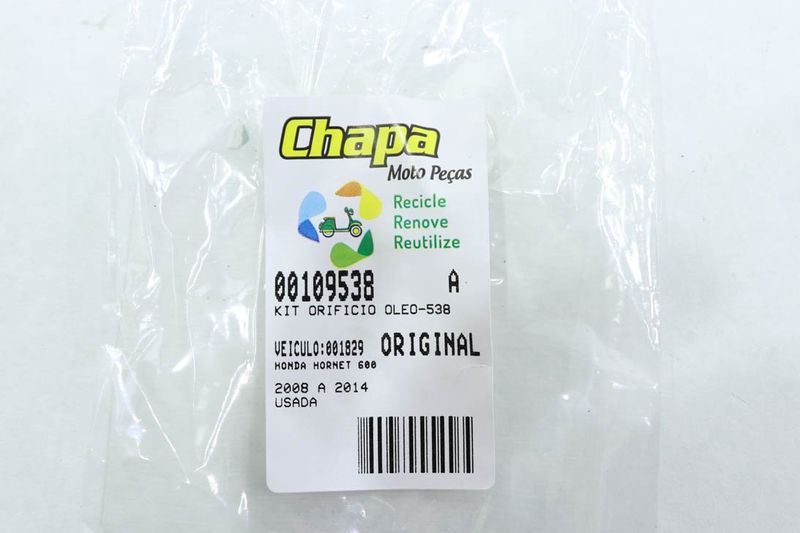 Chapa
Moto Peças
Recicle
Renove
Reutilize
00109538 A
KIT ORIFICIO OLEO-538
VEICULO:001829 ORIGINAL
HONDA HORNET 600
2008 A 2014
USADA